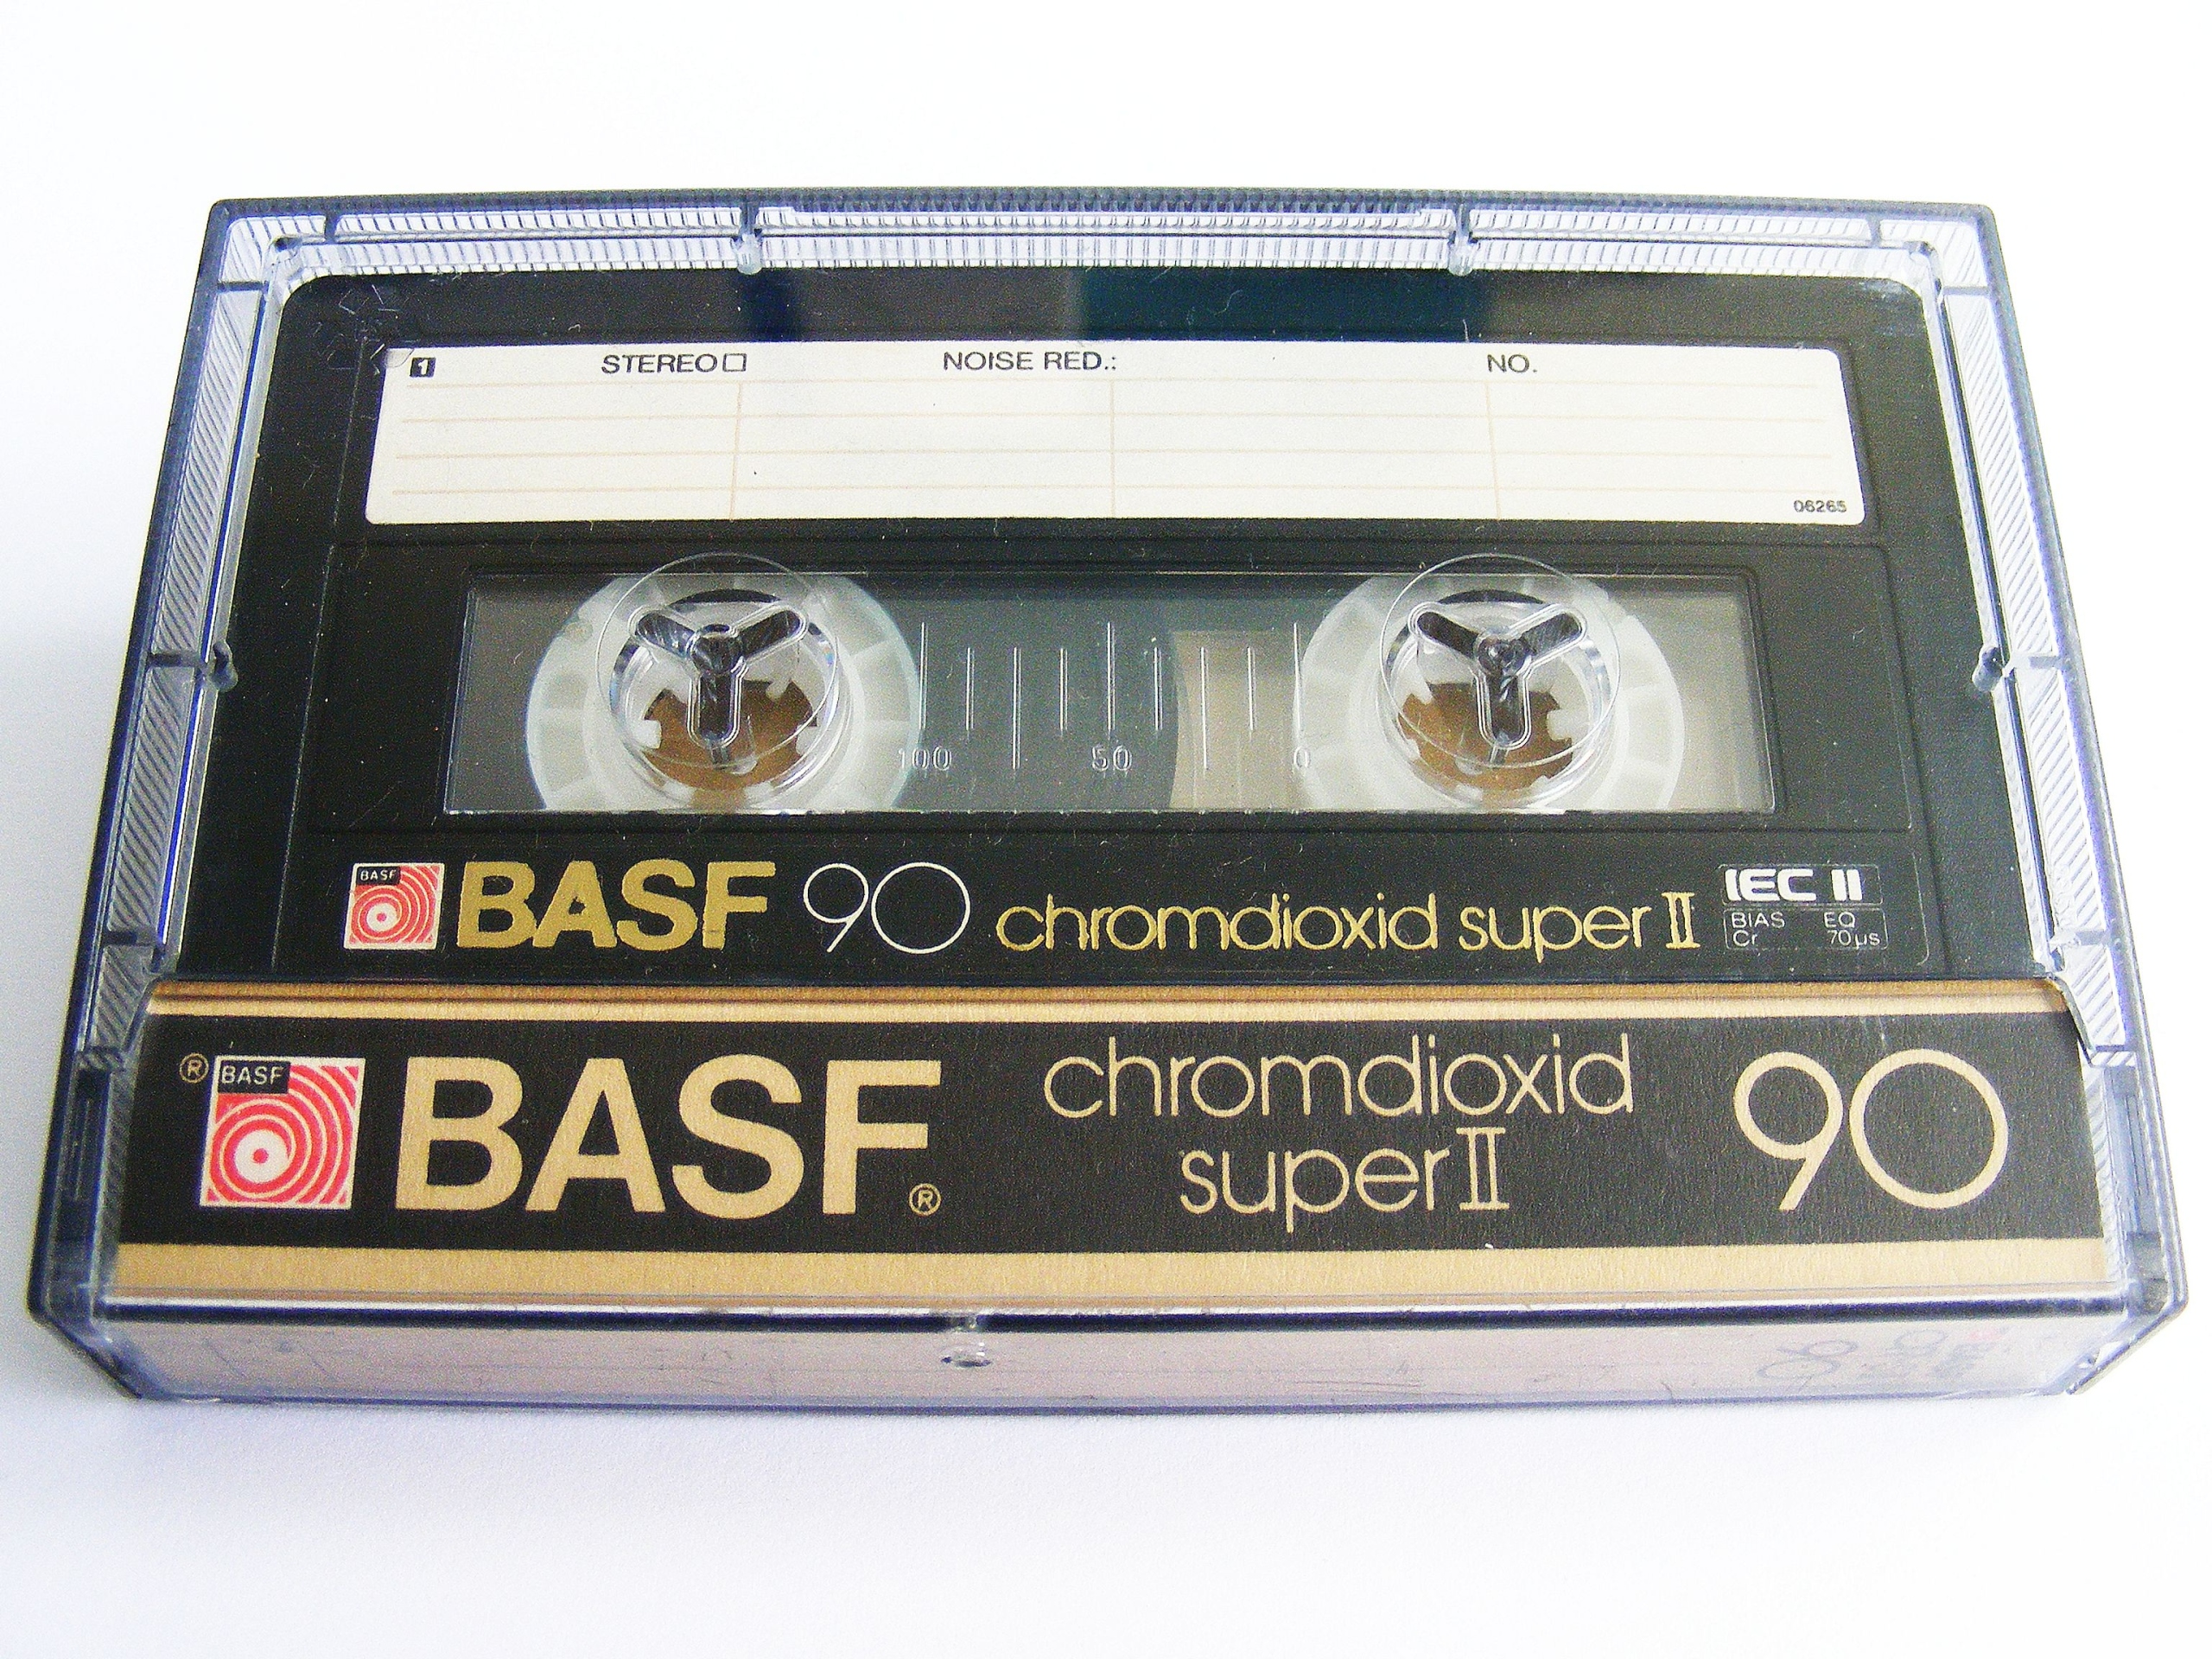 1 STEREO NOISE RED.: NO.
06265
100 50 0
BASF
BASF 90 chromdioxid super II
IEC II
BIAS EQ
Cr 70µs
® BASF
BASF®
chromdioxid
super II
90